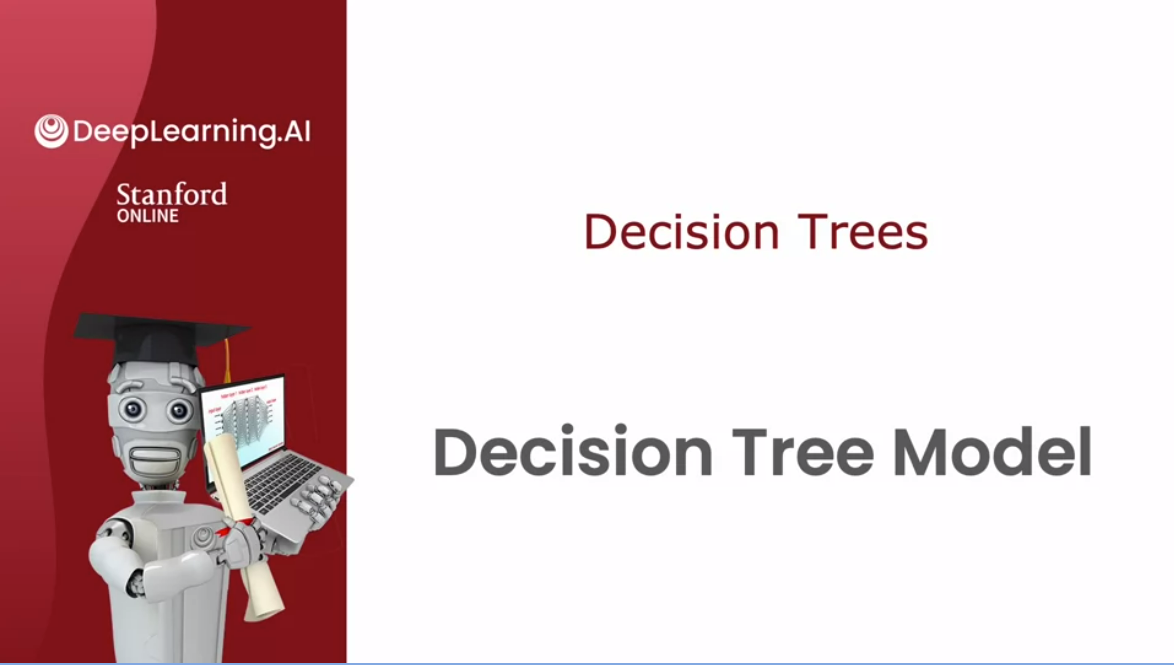 DeepLearning.AI
Stanford
ONLINE
Decision Trees
Decision Tree Model